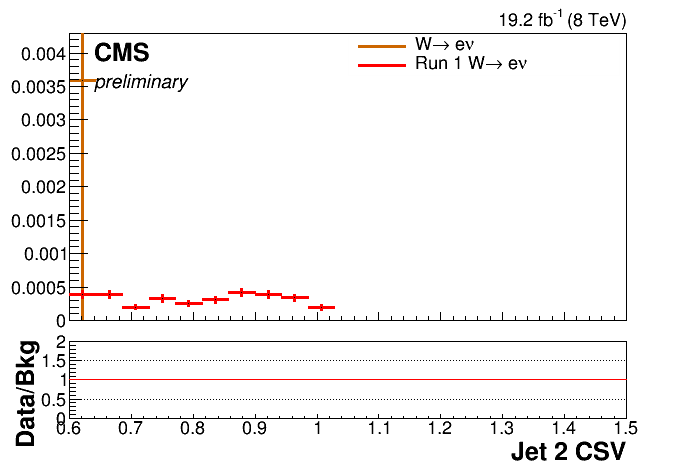 19.2 fb⁻¹ (8 TeV)
CMS
preliminary
W→ eν
Run 1 W→ eν
0.004
0.0035
0.003
0.0025
0.002
0.0015
0.001
0.0005
0
Data/Bkg
2
1.5
1
0.5
0
0.6 0.7 0.8 0.9 1 1.1 1.2 1.3 1.4 1.5
Jet 2 CSV